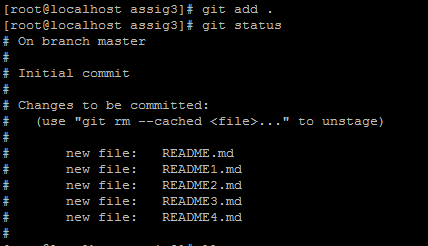 [root@localhost assig3]# git add .
[root@localhost assig3]# git status
# On branch master
#
# Initial commit
#
# Changes to be committed:
#   (use "git rm --cached <file>..." to unstage)
#
#       new file:   README.md
#       new file:   README1.md
#       new file:   README2.md
#       new file:   README3.md
#       new file:   README4.md
#